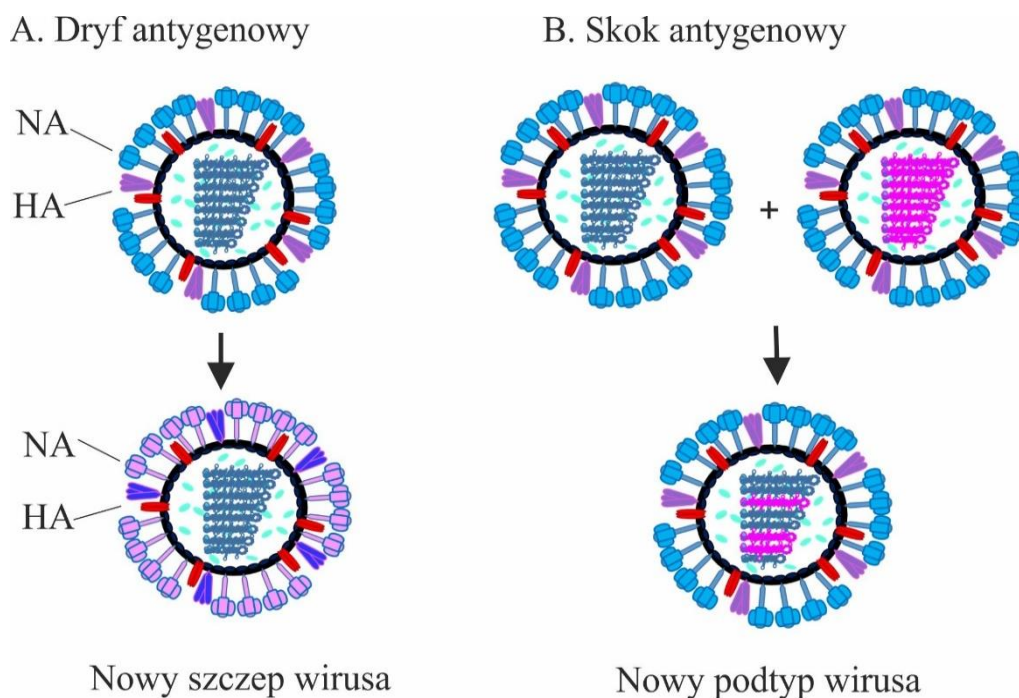 A. Dryf antygenowy
B. Skok antygenowy
NA
HA
+
NA
HA
Nowy szczep wirusa
Nowy podtyp wirusa